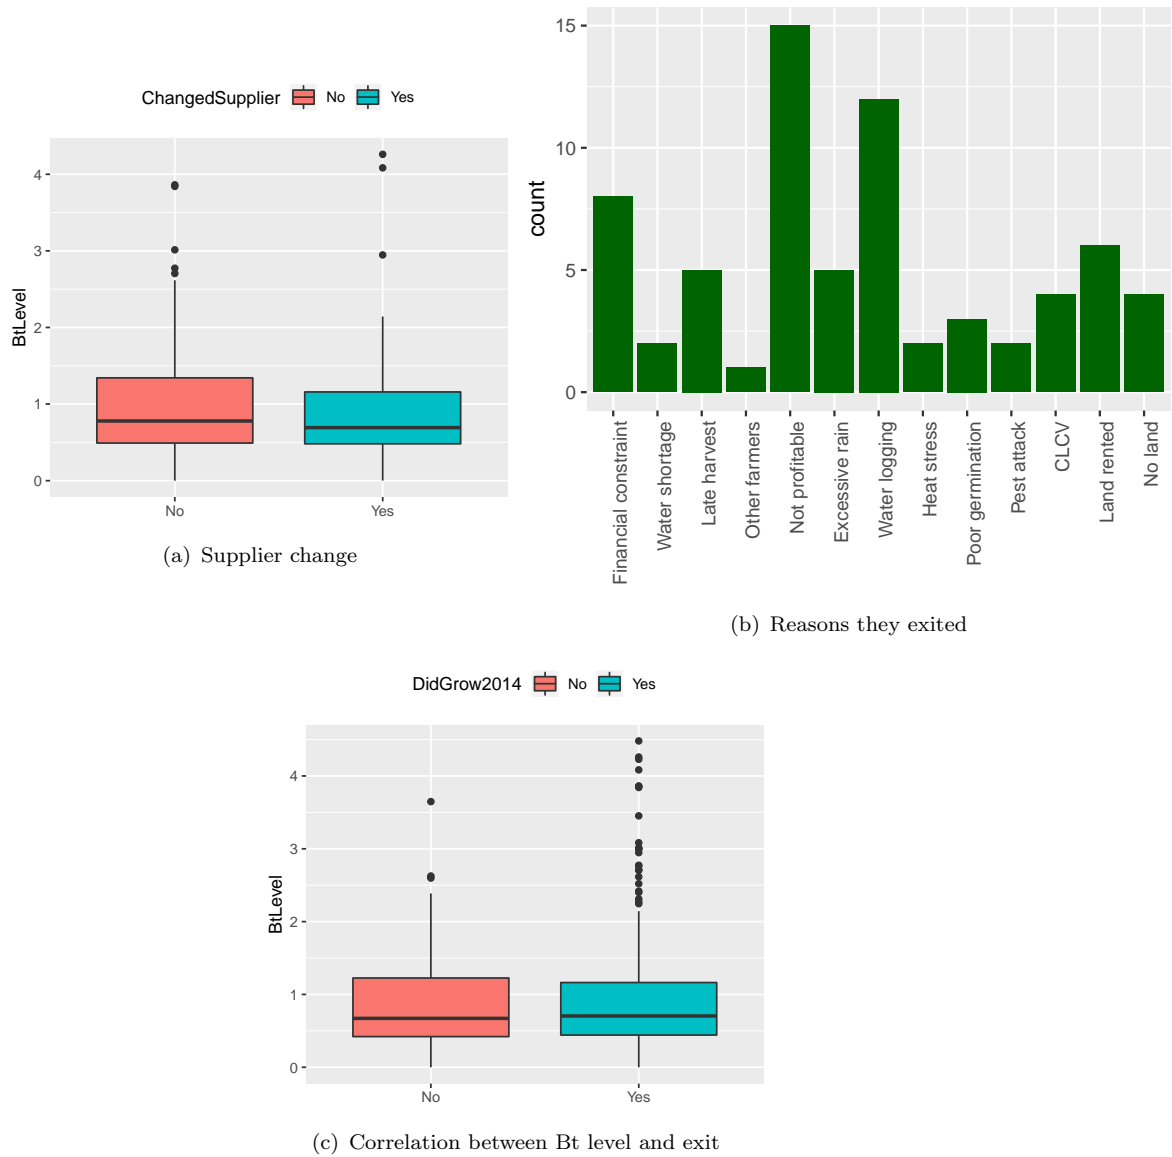 ChangedSupplier No Yes
BtLevel
4
3
2
1
0
No Yes
(a) Supplier change
count
15
10
5
0
Financial constraint
Water shortage
Late harvest
Other farmers
Not profitable
Excessive rain
Water logging
Heat stress
Poor germination
Pest attack
CLCV
Land rented
No land
(b) Reasons they exited
DidGrow2014 No Yes
BtLevel
4
3
2
1
0
No Yes
(c) Correlation between Bt level and exit